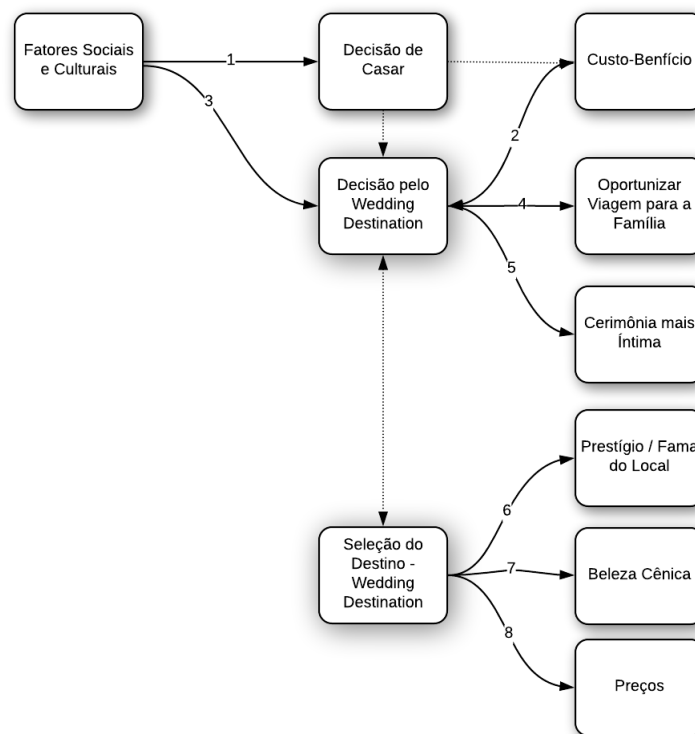 Fatores Sociais
e Culturais
1
Decisão de
Casar
Custo-Benfício
3
2
Decisão pelo
Wedding
Destination
4
Oportunizar
Viagem para a
Família
5
Cerimônia mais
Íntima
Prestígio / Fama
do Local
6
Seleção do
Destino -
Wedding
Destination
7
Beleza Cênica
8
Preços